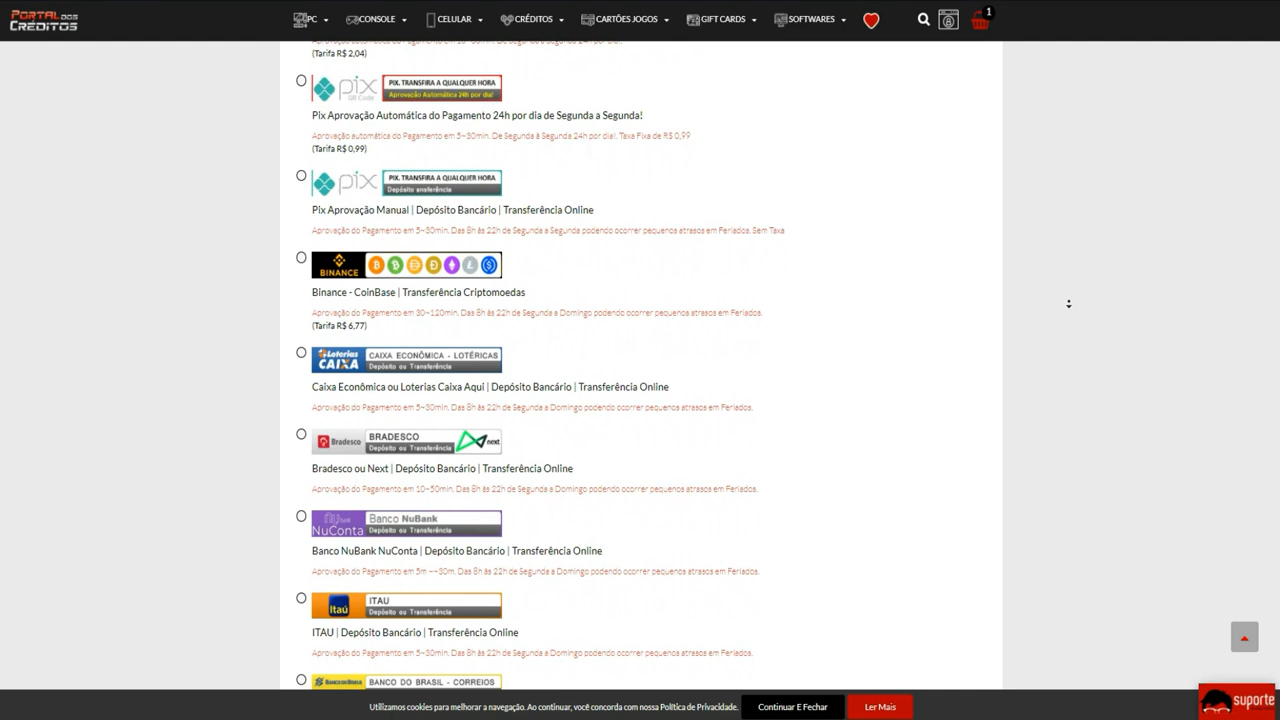 PORTAL DOS CRÉDITOS
PC
CONSOLE
CELULAR
CRÉDITOS
CARTÕES JOGOS
GIFT CARDS
SOFTWARES
1
(Tarifa R$ 2,04)
pix
QR Code
PIX. TRANSFIRA A QUALQUER HORA
Aprovação Automática 24h por dia!
Pix Aprovação Automática do Pagamento 24h por dia de Segunda a Segunda!
Aprovação automática do Pagamento em 5~30min. De Segunda à Segunda 24h por dia!. Taxa Fixa de R$ 0,99
(Tarifa R$ 0,99)
pix
PIX. TRANSFIRA A QUALQUER HORA
Pix Aprovação Manual | Depósito Bancário | Transferência Online
Aprovação do Pagamento em 5~30min. Das 8h às 22h de Segunda a Segunda podendo ocorrer pequenos atrasos em Feriados. Sem Taxa
BINANCE
Binance - CoinBase | Transferência Criptomoedas
Aprovação do Pagamento em 30~120min. Das 8h às 22h de Segunda a Domingo podendo ocorrer pequenos atrasos em Feriados.
(Tarifa R$ 6,77)
Loterias CAIXA
CAIXA ECONÔMICA - LOTÉRICAS
Depósito ou Transferência
Caixa Econômica ou Loterias Caixa Aqui | Depósito Bancário | Transferência Online
Aprovação do Pagamento em 5~30min. Das 8h às 22h de Segunda a Domingo podendo ocorrer pequenos atrasos em Feriados.
Bradesco
BRADESCO
Depósito ou Transferência
next
Bradesco ou Next | Depósito Bancário | Transferência Online
Aprovação do Pagamento em 10~50min. Das 8h às 22h de Segunda a Domingo podendo ocorrer pequenos atrasos em Feriados.
NuConta
Banco NuBank
Depósito ou Transferência
Banco NuBank NuConta | Depósito Bancário | Transferência Online
Aprovação do Pagamento em 5m ~~30m. Das 8h às 22h de Segunda a Domingo podendo ocorrer pequenos atrasos em Feriados.
Itaú
ITAU
Depósito ou Transferência
ITAU | Depósito Bancário | Transferência Online
Aprovação do Pagamento em 5~30min. Das 8h às 22h de Segunda a Domingo podendo ocorrer pequenos atrasos em Feriados.
BANCO DO BRASIL
BANCO DO BRASIL - CORREIOS
Utilizamos cookies para melhorar a navegação. Ao continuar, você concorda com nossa Política de Privacidade.
Continuar E Fechar
Ler Mais
suporte